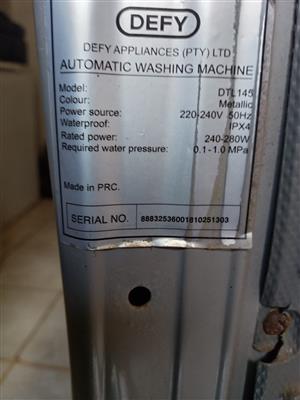 DEFY
DEFY APPLIANCES (PTY) LTD
AUTOMATIC WASHING MACHINE
Model: DTL145
Colour: Metallic
Power source: 220-240V 50Hz
Waterproof: IPX4
Rated power: 240-280W
Required water pressure: 0.1-1.0 MPa
Made in PRC.
SERIAL NO. 88832536001810251303